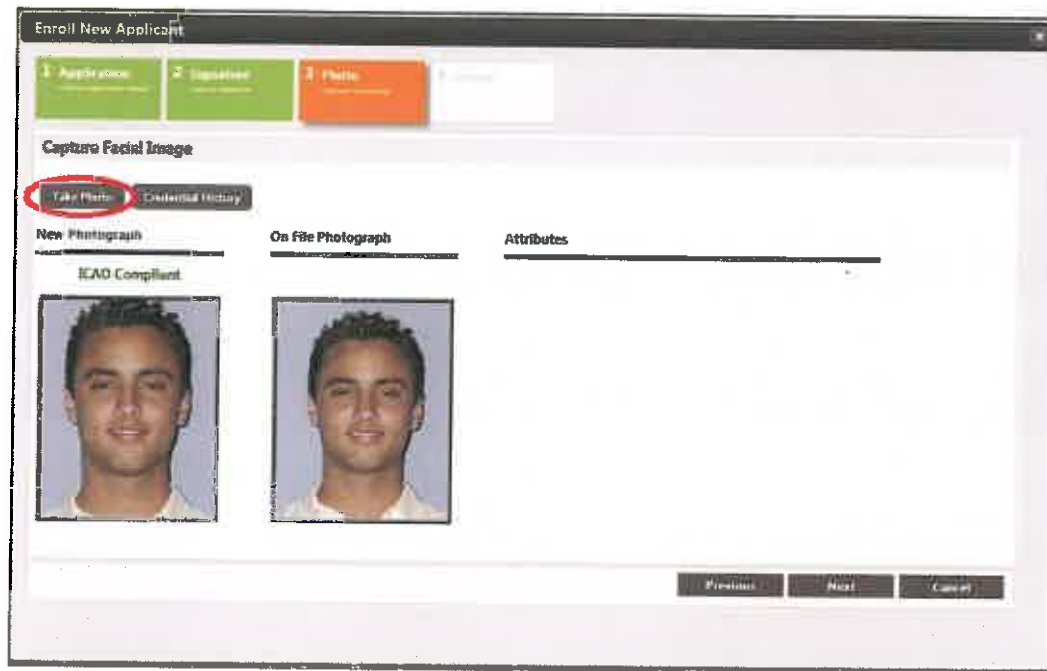 Enroll New Applicant
1 Application 2 Signature 3 Photo
Capture Facial Image
Take Photo Credential History
New Photograph On File Photograph Attributes
ICAO Compliant
Previous Next Cancel